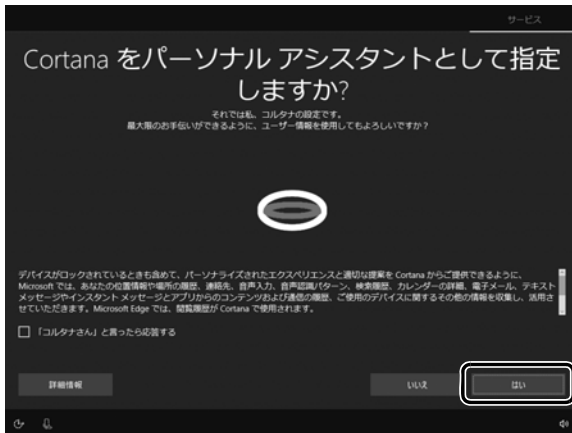 サービス
Cortana をパーソナル アシスタントとして指定
しますか?
それでは私、コルタナの設定です。
最大限のお手伝いができるように、ユーザー情報を使用してもよろしいですか？
デバイスがロックされているときも含めて、パーソナライズされたエクスペリエンスと適切な提案を Cortana からご提供できるように、
Microsoft では、あなたの位置情報や場所の履歴、連絡先、音声入力、音声認識パターン、検索履歴、カレンダーの詳細、電子メール、テキスト
メッセージやインスタント メッセージとアプリからのコンテンツおよび通信の履歴、ご使用のデバイスに関するその他の情報を収集し、活用さ
せていただきます。Microsoft Edge では、閲覧履歴が Cortana で使用されます。
「コルタナさん」と言ったら応答する
詳細情報
いいえ
はい